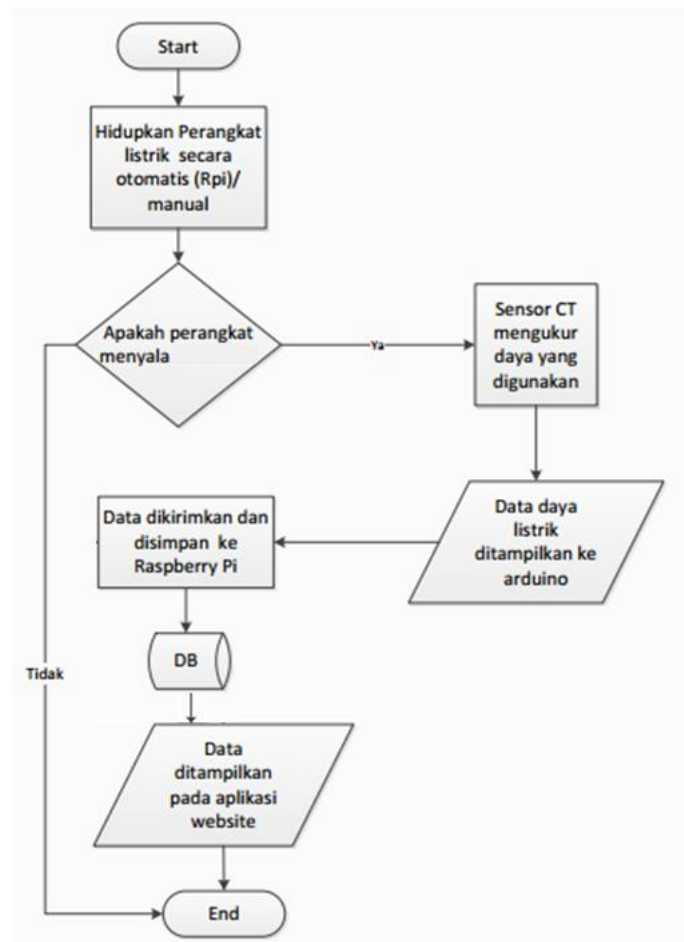 Start
Hidupkan Perangkat
listrik secara
otomatis (Rpi)/
manual
Apakah perangkat
menyala
Ya
Sensor CT
mengukur
daya yang
digunakan
Data daya
listrik
ditampilkan ke
arduino
Data dikirimkan dan
disimpan ke
Raspberry Pi
DB
Tidak
Data
ditampilkan
pada aplikasi
website
End